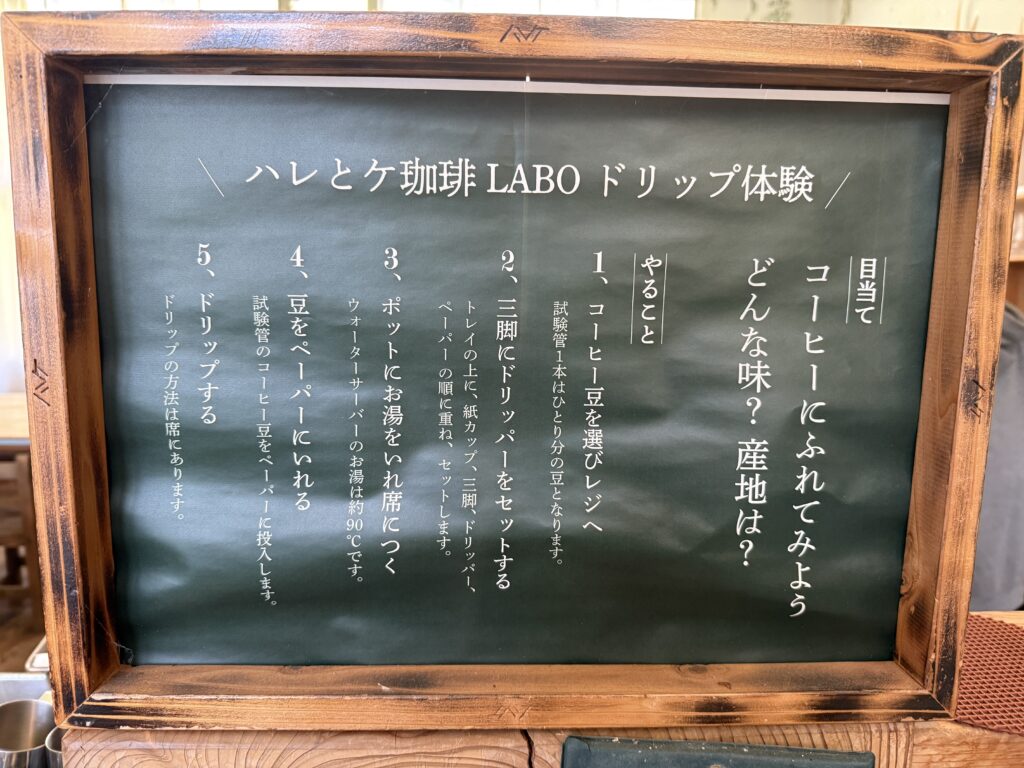 ハレとケ珈琲 LABO ドリップ体験
目当て
コーヒーにふれてみよう
どんな味？産地は？
やること
1、コーヒー豆を選びレジへ
試験管１本はひとり分の豆となります。
2、三脚にドリッパーをセットする
トレイの上に、紙カップ、三脚、ドリッパー、
ペーパーの順に重ね、セットします。
3、ポットにお湯をいれ席につく
ウォーターサーバーのお湯は約90℃です。
4、豆をペーパーにいれる
試験管のコーヒー豆をペーパーに投入します。
5、ドリップする
ドリップの方法は席にあります。